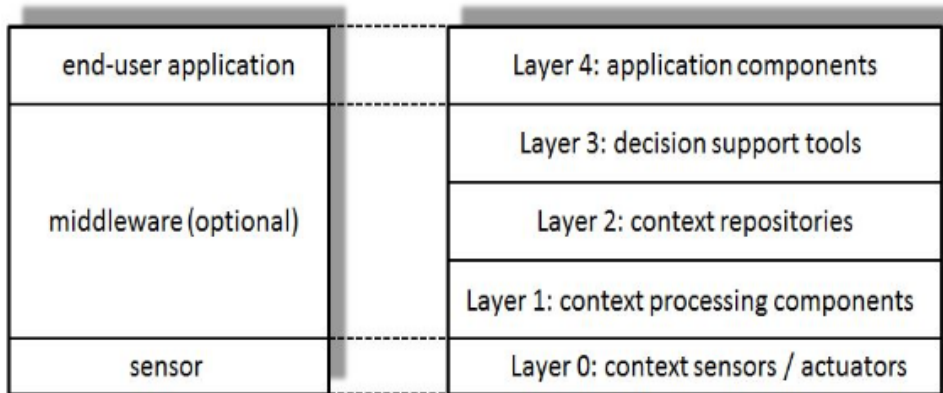 end-user application
middleware (optional)
sensor
Layer 4: application components
Layer 3: decision support tools
Layer 2: context repositories
Layer 1: context processing components
Layer 0: context sensors / actuators